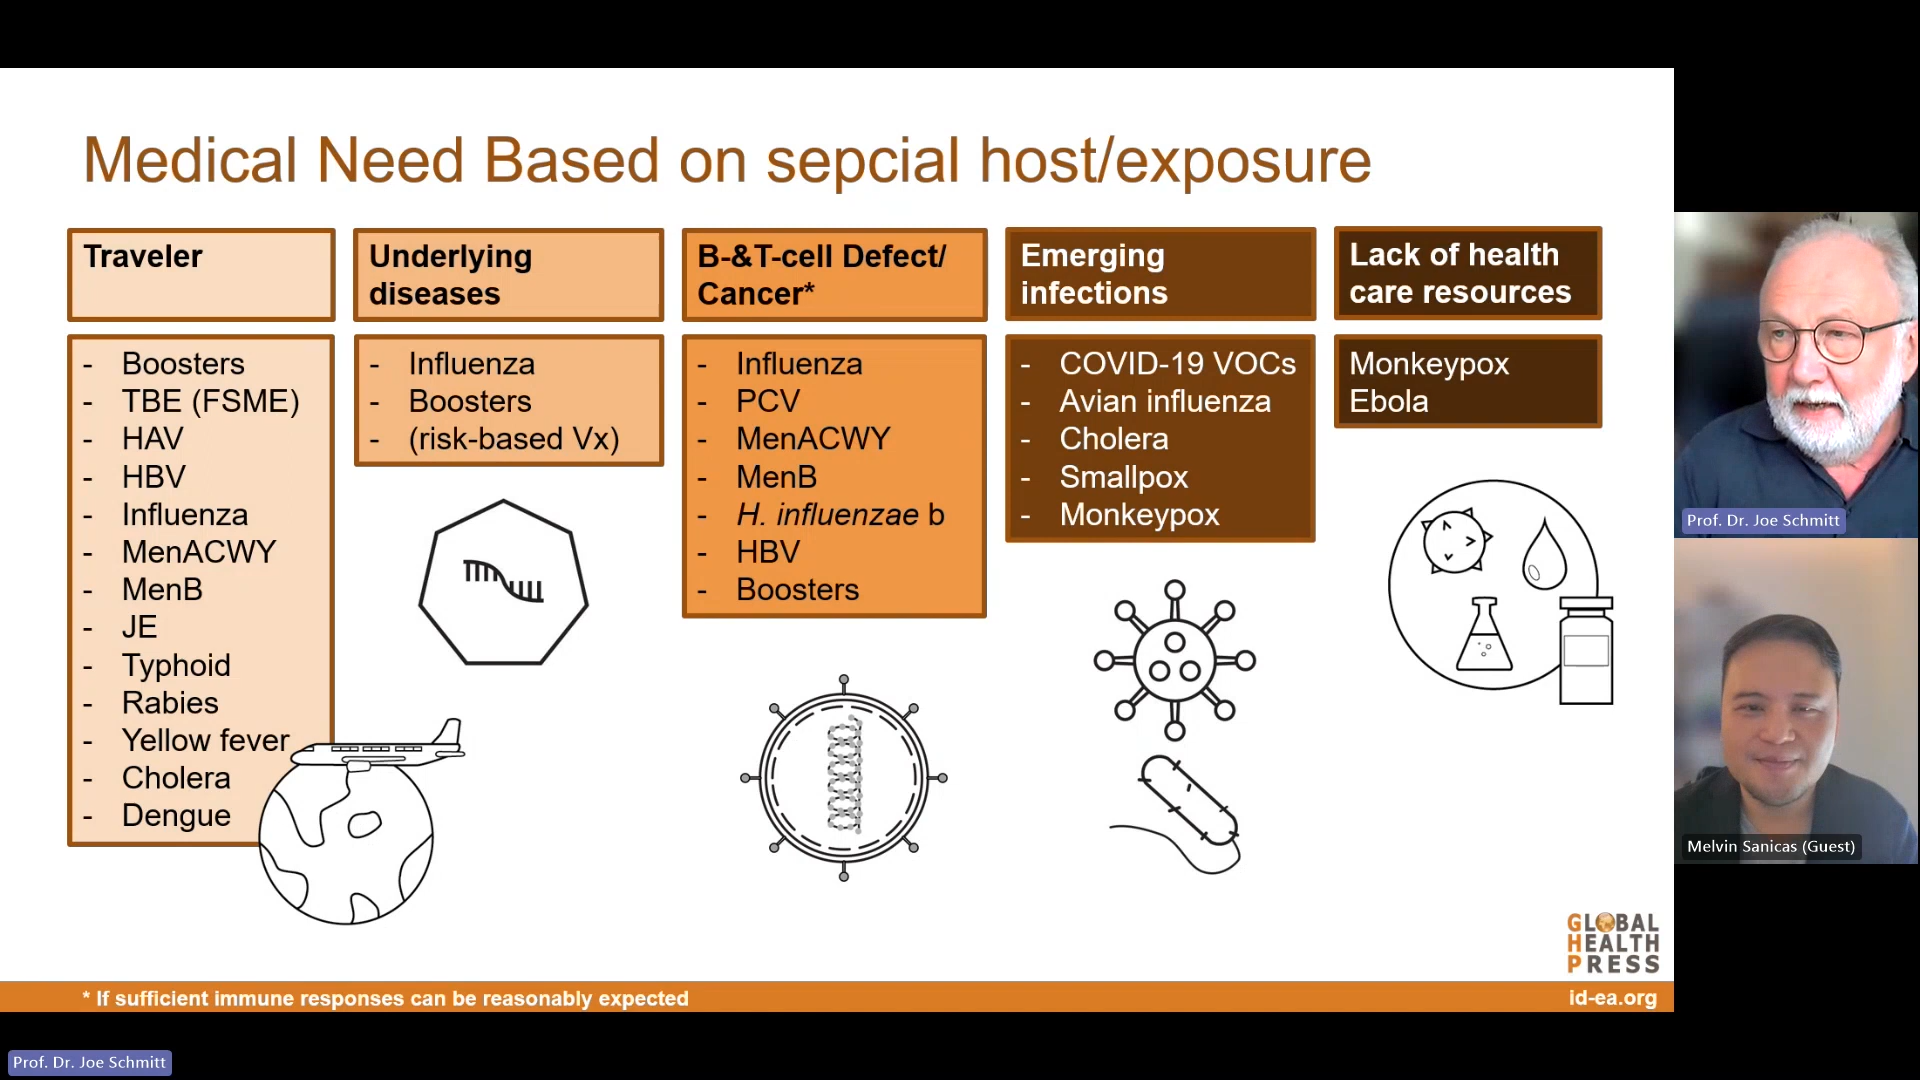 Medical Need Based on sepcial host/exposure
Traveler
- Boosters
- TBE (FSME)
- HAV
- HBV
- Influenza
- MenACWY
- MenB
- JE
- Typhoid
- Rabies
- Yellow fever
- Cholera
- Dengue
Underlying
diseases
- Influenza
- Boosters
- (risk-based Vx)
B-&T-cell Defect/
Cancer*
- Influenza
- PCV
- MenACWY
- MenB
- H. influenzae b
- HBV
- Boosters
Emerging
infections
- COVID-19 VOCs
- Avian influenza
- Cholera
- Smallpox
- Monkeypox
Lack of health
care resources
Monkeypox
Ebola
GLOBAL
HEALTH
PRESS
* If sufficient immune responses can be reasonably expected
id-ea.org
Prof. Dr. Joe Schmitt
Melvin Sanicas (Guest)
Prof. Dr. Joe Schmitt